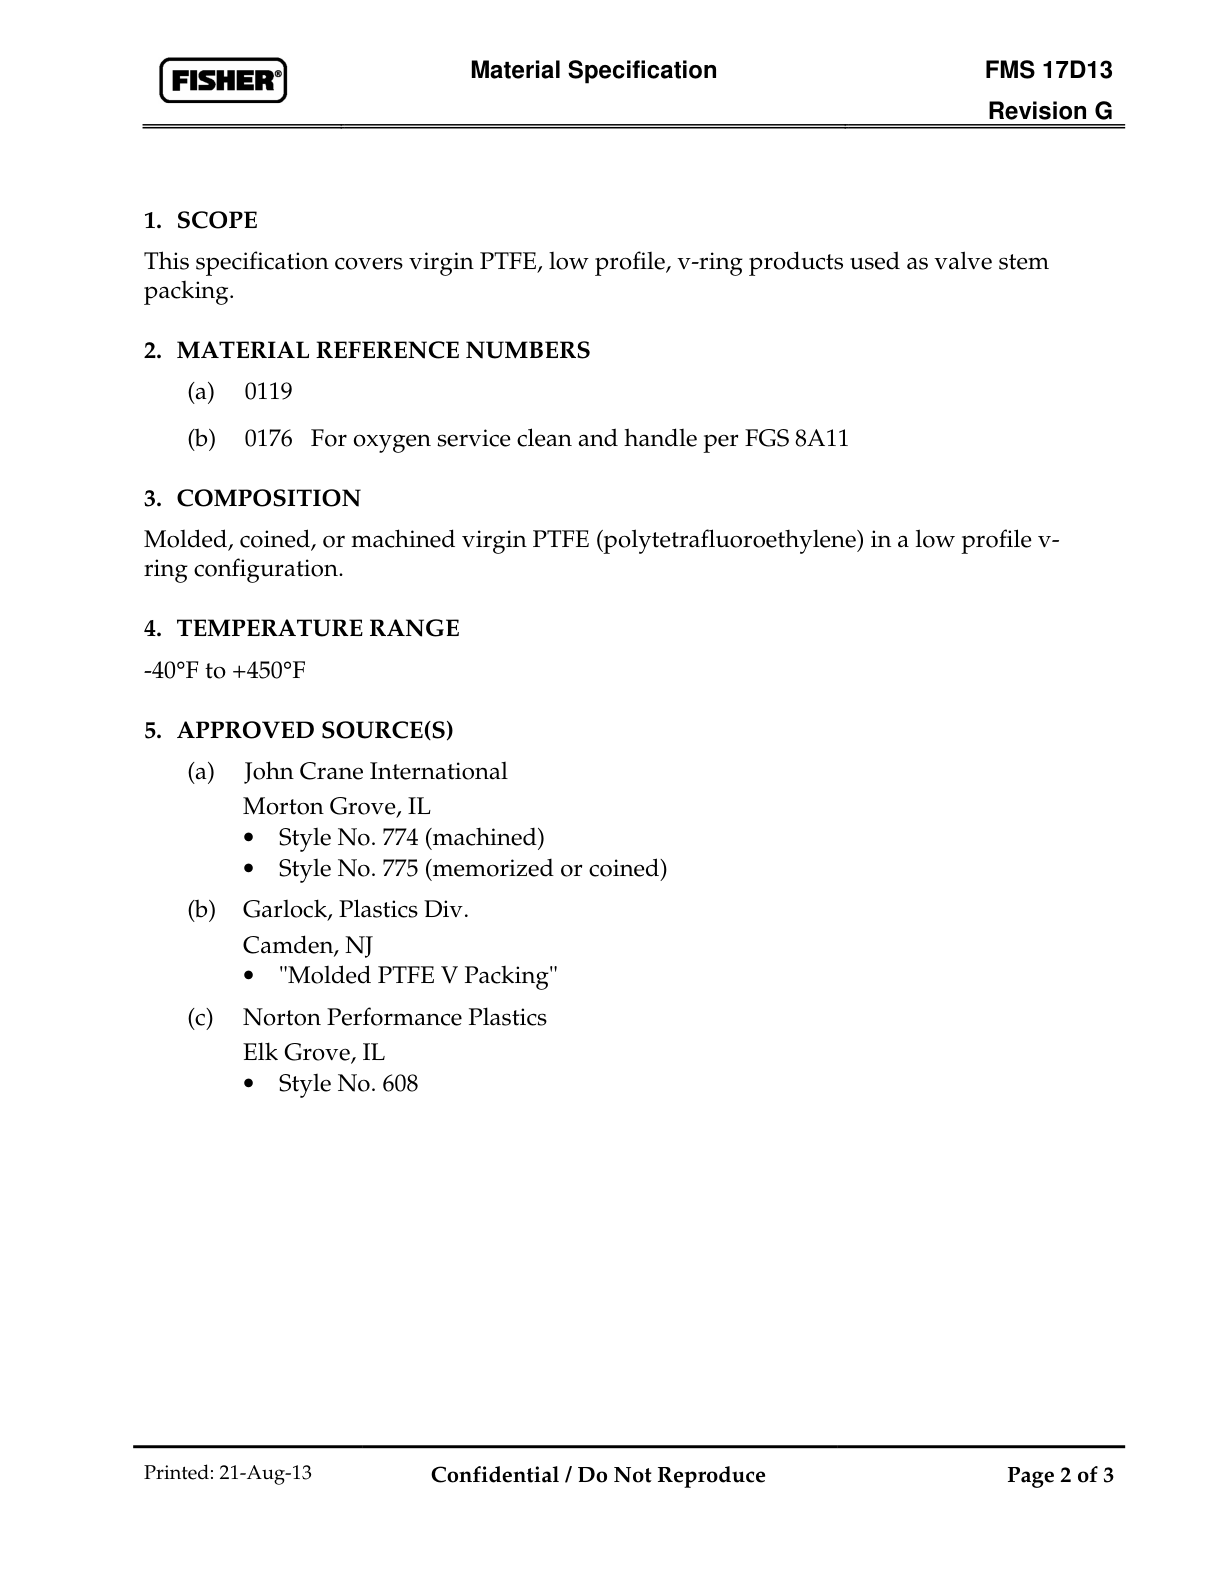 FISHER®
Material Specification
FMS 17D13
Revision G
1. SCOPE
This specification covers virgin PTFE, low profile, v-ring products used as valve stem
packing.
2. MATERIAL REFERENCE NUMBERS
(a) 0119
(b) 0176 For oxygen service clean and handle per FGS 8A11
3. COMPOSITION
Molded, coined, or machined virgin PTFE (polytetrafluoroethylene) in a low profile v-
ring configuration.
4. TEMPERATURE RANGE
-40°F to +450°F
5. APPROVED SOURCE(S)
(a) John Crane International
Morton Grove, IL
• Style No. 774 (machined)
• Style No. 775 (memorized or coined)
(b) Garlock, Plastics Div.
Camden, NJ
• "Molded PTFE V Packing"
(c) Norton Performance Plastics
Elk Grove, IL
• Style No. 608
Printed: 21-Aug-13
Confidential / Do Not Reproduce
Page 2 of 3